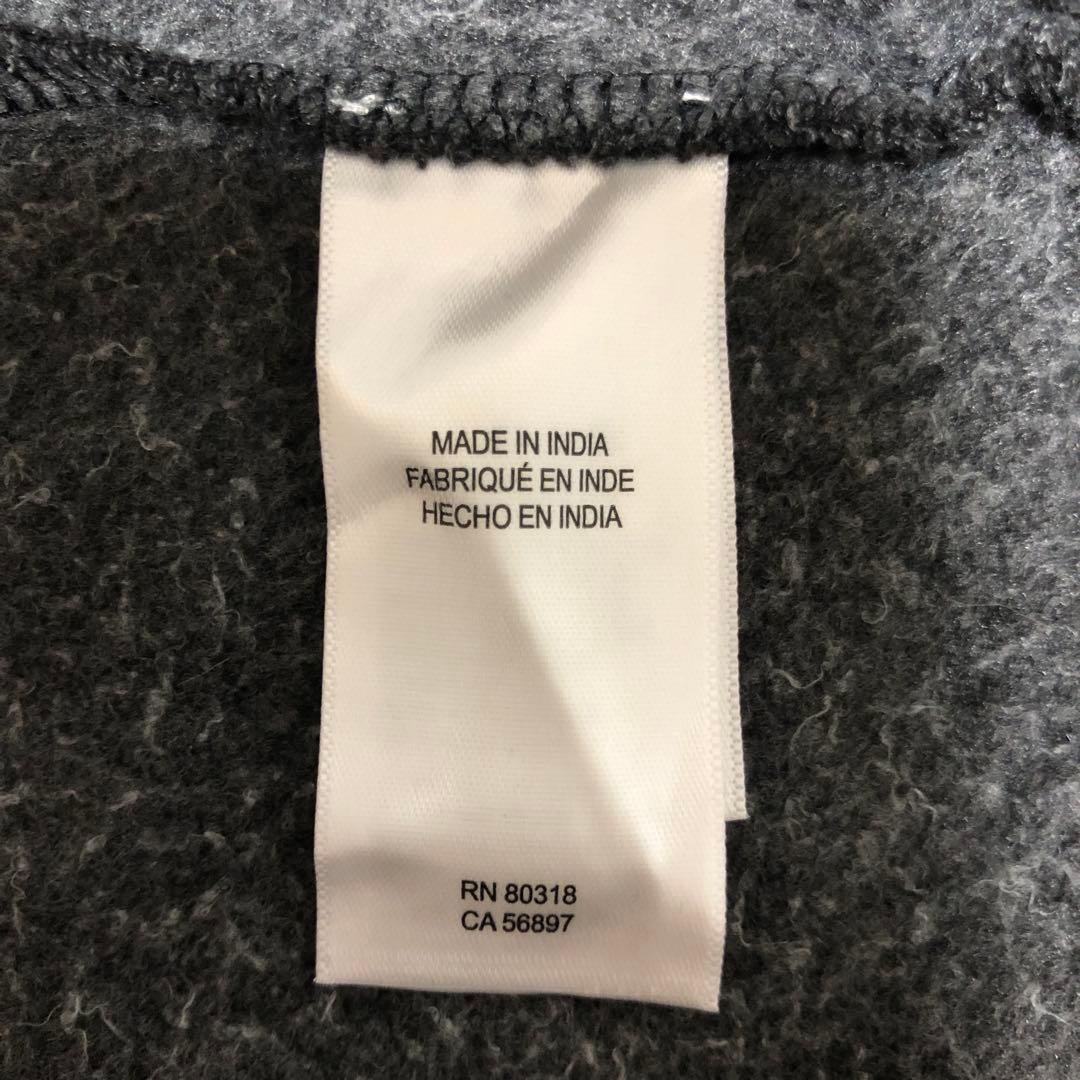 MADE IN INDIA
FABRIQUÉ EN INDE
HECHO EN INDIA
RN 80318
CA 56897